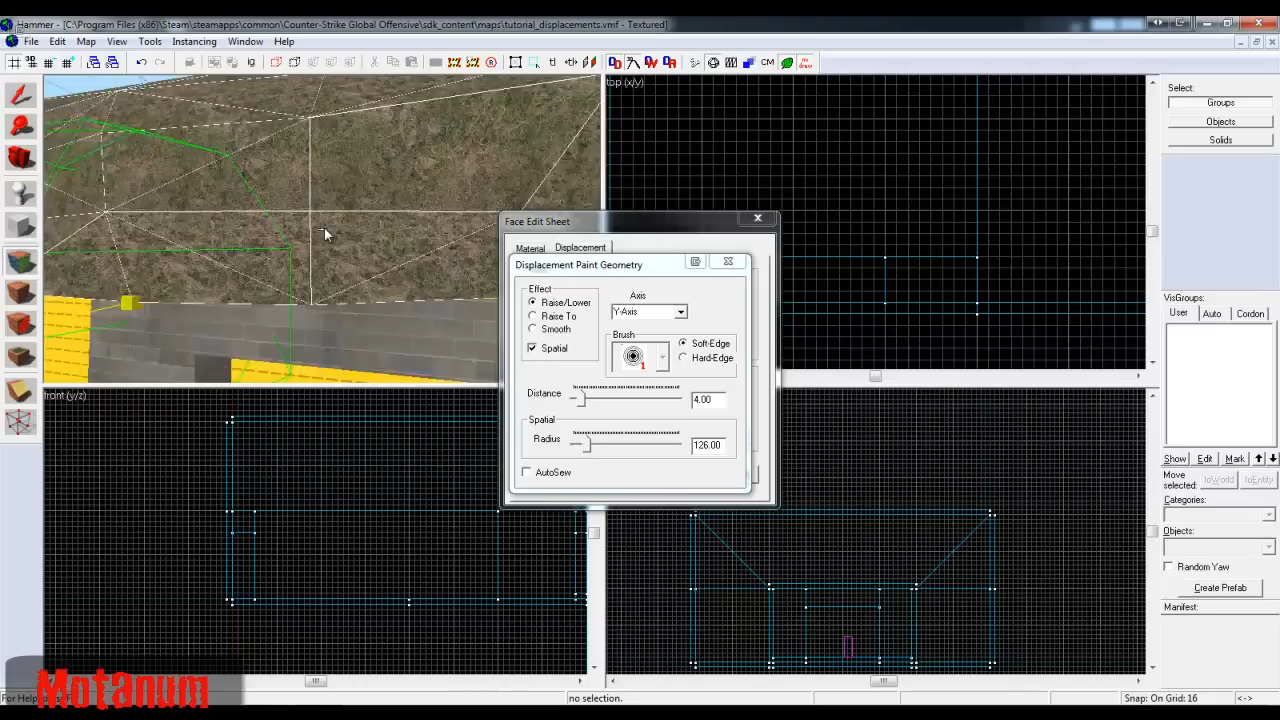 Hammer - [C:\Program Files (x86)\Steam\steamapps\common\Counter-Strike Global Offensive\sdk_content\maps\tutorial_displacements.vmf - Textured]
File Edit Map View Tools Instancing Window Help
CM
top (x/y)
Select:
Groups
Objects
Solids
Face Edit Sheet
Material Displacement
Displacement Paint Geometry
Effect
Raise/Lower
Raise To
Smooth
Spatial
Axis
Y-Axis
Brush
1
Soft-Edge
Hard-Edge
Distance 4.00
Spatial
Radius 126.00
AutoSew
VisGroups:
User Auto Cordon
front (y/z)
Show Edit Mark
Move selected: toWorld toEntity
Categories:
Objects:
Random Yaw
Create Prefab
Manifest:
Motanum
For Help
no selection.
Snap: On Grid: 16
<->